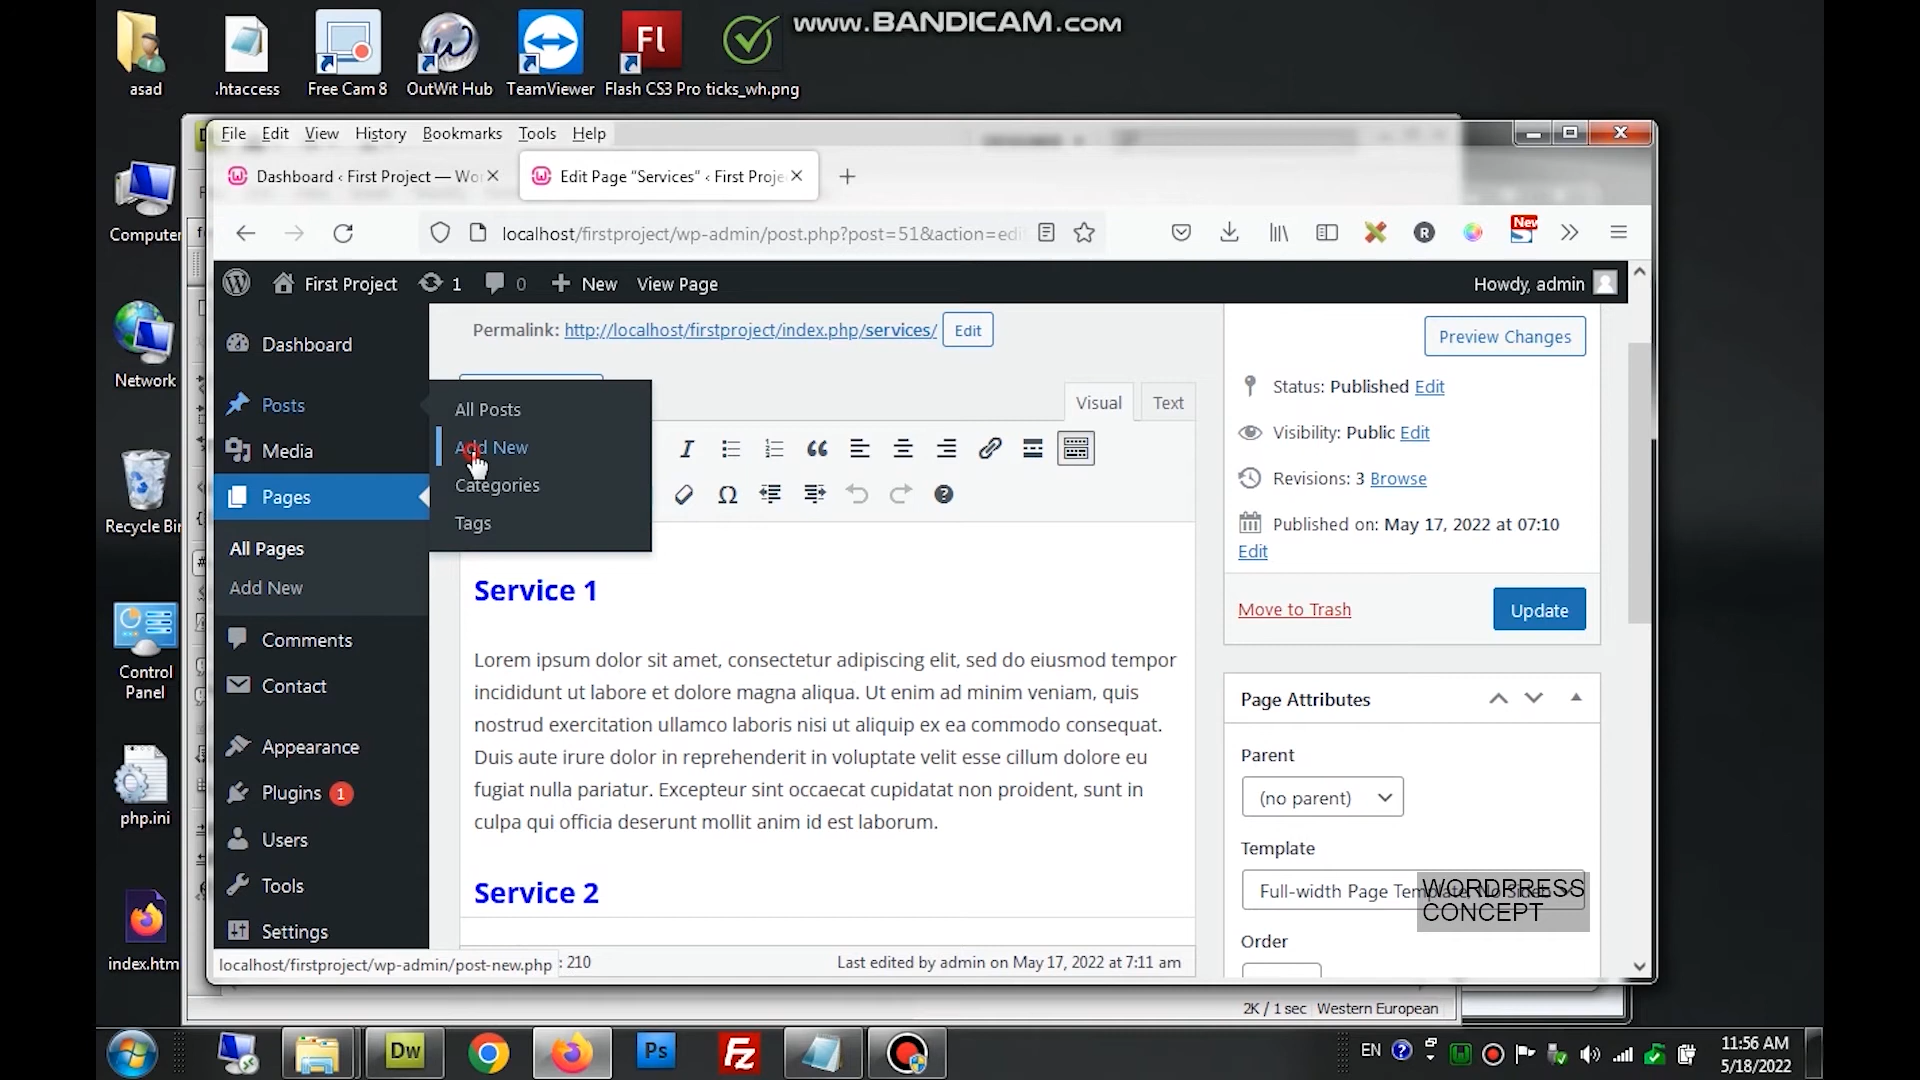 www.BANDICAM.com
asad
.htaccess
Free Cam 8
OutWit Hub
TeamViewer
Flash CS3 Pro
ticks_wh.png
Computer
Network
Recycle Bin
Control
Panel
php.ini
index.htm
File Edit View History Bookmarks Tools Help
Dashboard ‹ First Project — Wo
Edit Page “Services” ‹ First Proje
localhost/firstproject/wp-admin/post.php?post=51&action=edi
New
First Project 1 0 New View Page
Howdy, admin
Dashboard
Posts
Media
Pages
All Pages
Add New
Comments
Contact
Appearance
Plugins 1
Users
Tools
Settings
All Posts
Add New
Categories
Tags
Permalink: http://localhost/firstproject/index.php/services/ Edit
Visual Text
Service 1
Lorem ipsum dolor sit amet, consectetur adipiscing elit, sed do eiusmod tempor
incididunt ut labore et dolore magna aliqua. Ut enim ad minim veniam, quis
nostrud exercitation ullamco laboris nisi ut aliquip ex ea commodo consequat.
Duis aute irure dolor in reprehenderit in voluptate velit esse cillum dolore eu
fugiat nulla pariatur. Excepteur sint occaecat cupidatat non proident, sunt in
culpa qui officia deserunt mollit anim id est laborum.
Service 2
: 210
Last edited by admin on May 17, 2022 at 7:11 am
Preview Changes
Status: Published Edit
Visibility: Public Edit
Revisions: 3 Browse
Published on: May 17, 2022 at 07:10
Edit
Move to Trash
Update
Page Attributes
Parent
(no parent)
Template
Full-width Page Template, No
WORDPRESS
CONCEPT
Order
localhost/firstproject/wp-admin/post-new.php
2K / 1 sec Western European
Dw
Ps
Fz
EN
11:56 AM
5/18/2022